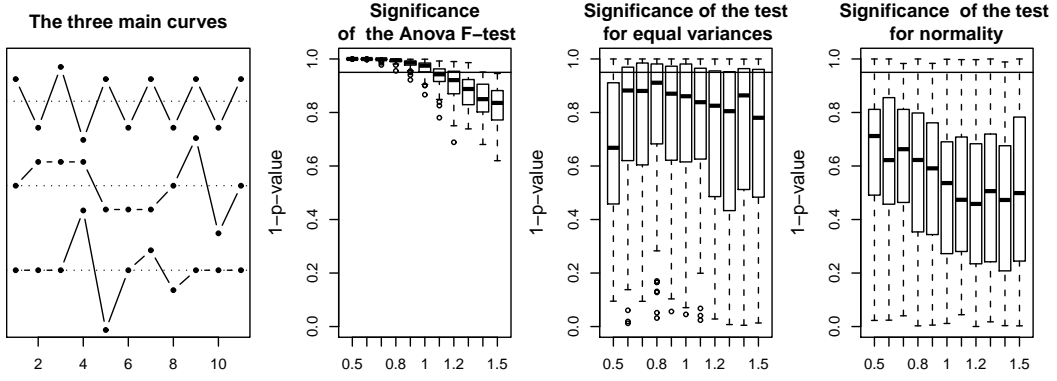 The three main curves
2 4 6 8 10
Significance
of the Anova F−test
1−p−value
0.0 0.2 0.4 0.6 0.8 1.0
0.5 0.8 1 1.2 1.5
Significance of the test
for equal variances
1−p−value
0.0 0.2 0.4 0.6 0.8 1.0
0.5 0.8 1 1.2 1.5
Significance of the test
for normality
1−p−value
0.0 0.2 0.4 0.6 0.8 1.0
0.5 0.8 1 1.2 1.5